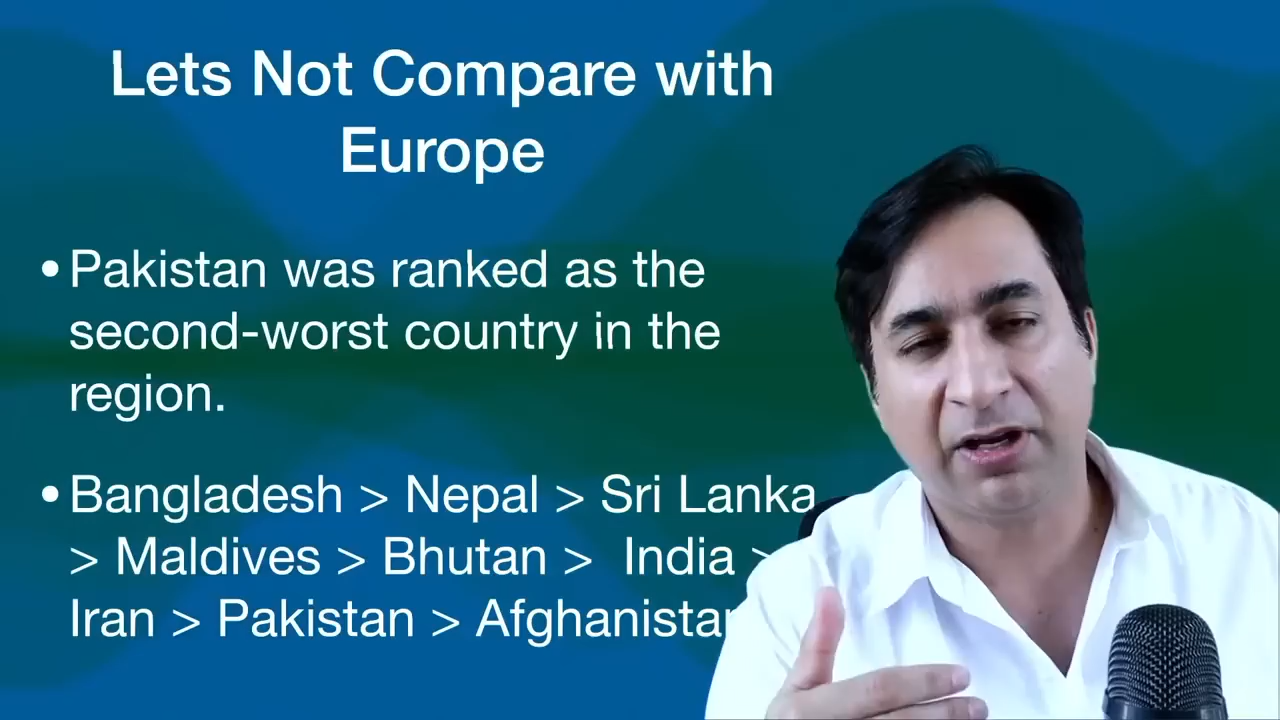 Lets Not Compare with
Europe
• Pakistan was ranked as the
second-worst country in the
region.
• Bangladesh > Nepal > Sri Lanka
> Maldives > Bhutan > India >
Iran > Pakistan > Afghanistan